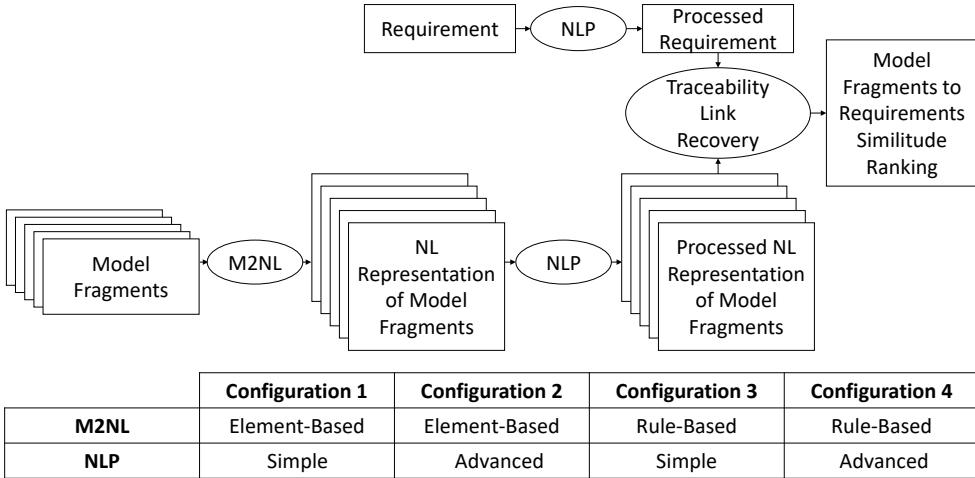 Requirement
NLP
Processed
Requirement
Traceability
Link
Recovery
Model
Fragments to
Requirements
Similitude
Ranking
Model
Fragments
M2NL
NL
Representation
of Model
Fragments
NLP
Processed NL
Representation
of Model
Fragments
Configuration 1 Configuration 2 Configuration 3 Configuration 4
M2NL Element-Based Element-Based Rule-Based Rule-Based
NLP Simple Advanced Simple Advanced